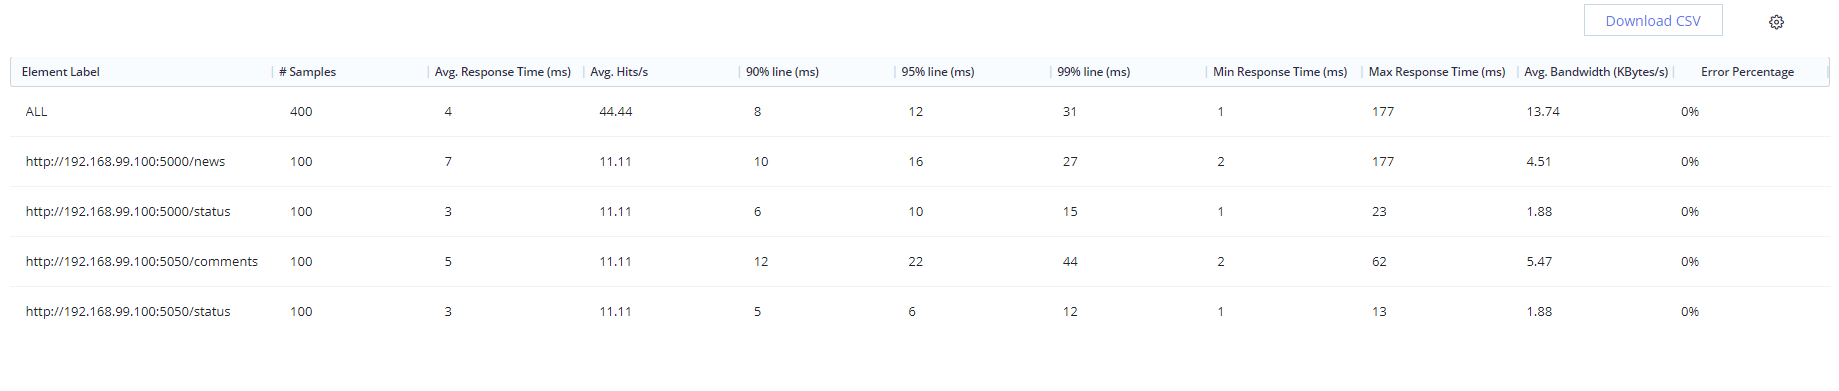 Download CSV
Element Label # Samples Avg. Response Time (ms) Avg. Hits/s 90% line (ms) 95% line (ms) 99% line (ms) Min Response Time (ms) Max Response Time (ms) Avg. Bandwidth (KBytes/s) Error Percentage
ALL 400 4 44.44 8 12 31 1 177 13.74 0%
http://192.168.99.100:5000/news 100 7 11.11 10 16 27 2 177 4.51 0%
http://192.168.99.100:5000/status 100 3 11.11 6 10 15 1 23 1.88 0%
http://192.168.99.100:5050/comments 100 5 11.11 12 22 44 2 62 5.47 0%
http://192.168.99.100:5050/status 100 3 11.11 5 6 12 1 13 1.88 0%